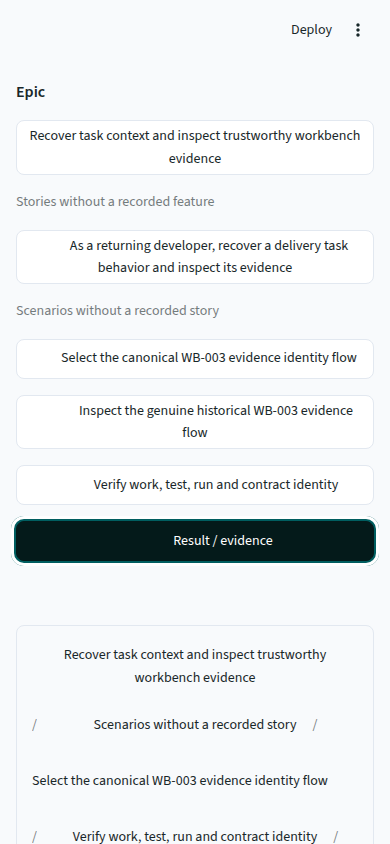 Deploy
Epic
Recover task context and inspect trustworthy workbench
evidence
Stories without a recorded feature
As a returning developer, recover a delivery task
behavior and inspect its evidence
Scenarios without a recorded story
Select the canonical WB-003 evidence identity flow
Inspect the genuine historical WB-003 evidence
flow
Verify work, test, run and contract identity
Result / evidence
Recover task context and inspect trustworthy
workbench evidence
/ Scenarios without a recorded story /
Select the canonical WB-003 evidence identity flow
/ Verify work, test, run and contract identity /